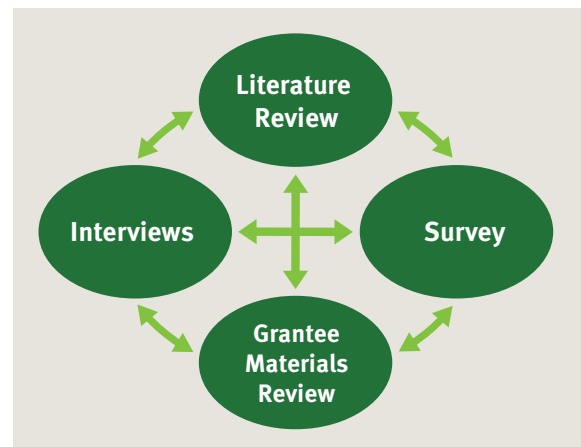 Literature
Review
Interviews
Survey
Grantee
Materials
Review